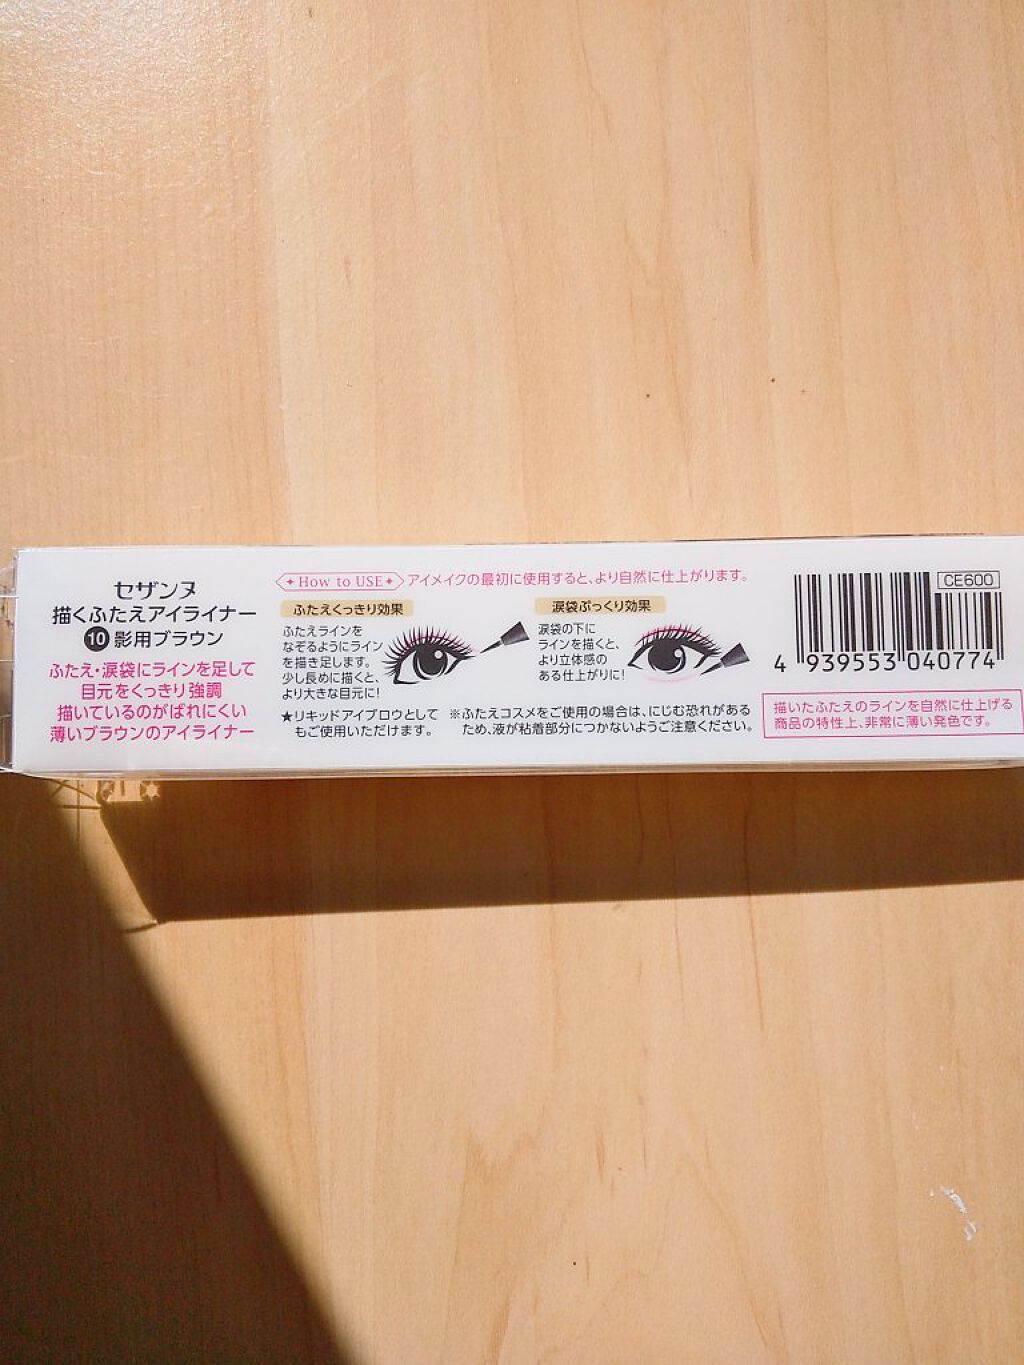 セザンヌ
描くふたえアイライナー
10 影用ブラウン
ふたえ・涙袋にラインを足して
目元をくっきり強調
描いているのがばれにくい
薄いブラウンのアイライナー
How to USE アイメイクの最初に使用すると、より自然に仕上がります。
ふたえくっきり効果
ふたえラインを
なぞるようにライン
を描き足します。
少し長めに描くと、
より大きな目元に!
涙袋ぷっくり効果
涙袋の下に
ラインを描くと、
より立体感の
ある仕上がりに!
★リキッドアイブロウとして
もご使用いただけます。
※ふたえコスメをご使用の場合は、にじむ恐れがある
ため、液が粘着部分につかないようご注意ください。
CE600
4 939553 040774
描いたふたえのラインを自然に仕上げる
商品の特性上、非常に薄い発色です。